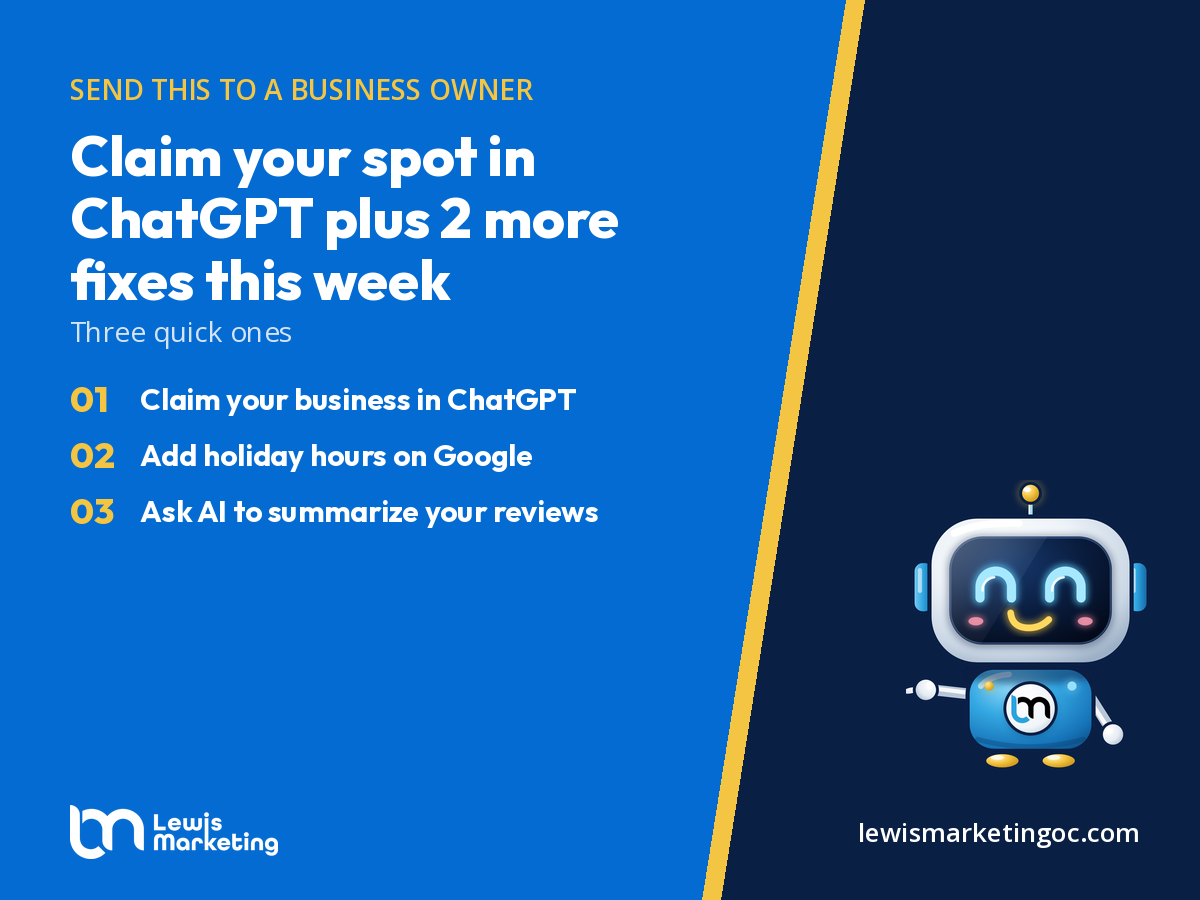 SEND THIS TO A BUSINESS OWNER
Claim your spot in
ChatGPT plus 2 more
fixes this week
Three quick ones
01 Claim your business in ChatGPT
02 Add holiday hours on Google
03 Ask AI to summarize your reviews
bm
lm Lewis
Marketing
lewismarketingoc.com